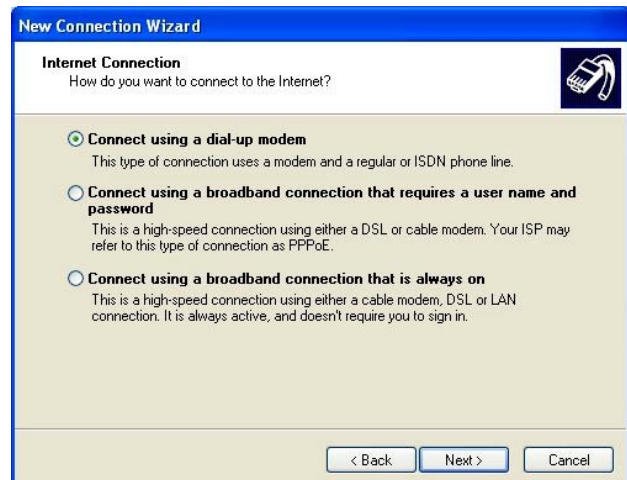 New Connection Wizard
Internet Connection
How do you want to connect to the Internet?
Connect using a dial-up modem
This type of connection uses a modem and a regular or ISDN phone line.
Connect using a broadband connection that requires a user name and
password
This is a high-speed connection using either a DSL or cable modem. Your ISP may
refer to this type of connection as PPPoE.
Connect using a broadband connection that is always on
This is a high-speed connection using either a cable modem, DSL or LAN
connection. It is always active, and doesn't require you to sign in.
< Back Next > Cancel